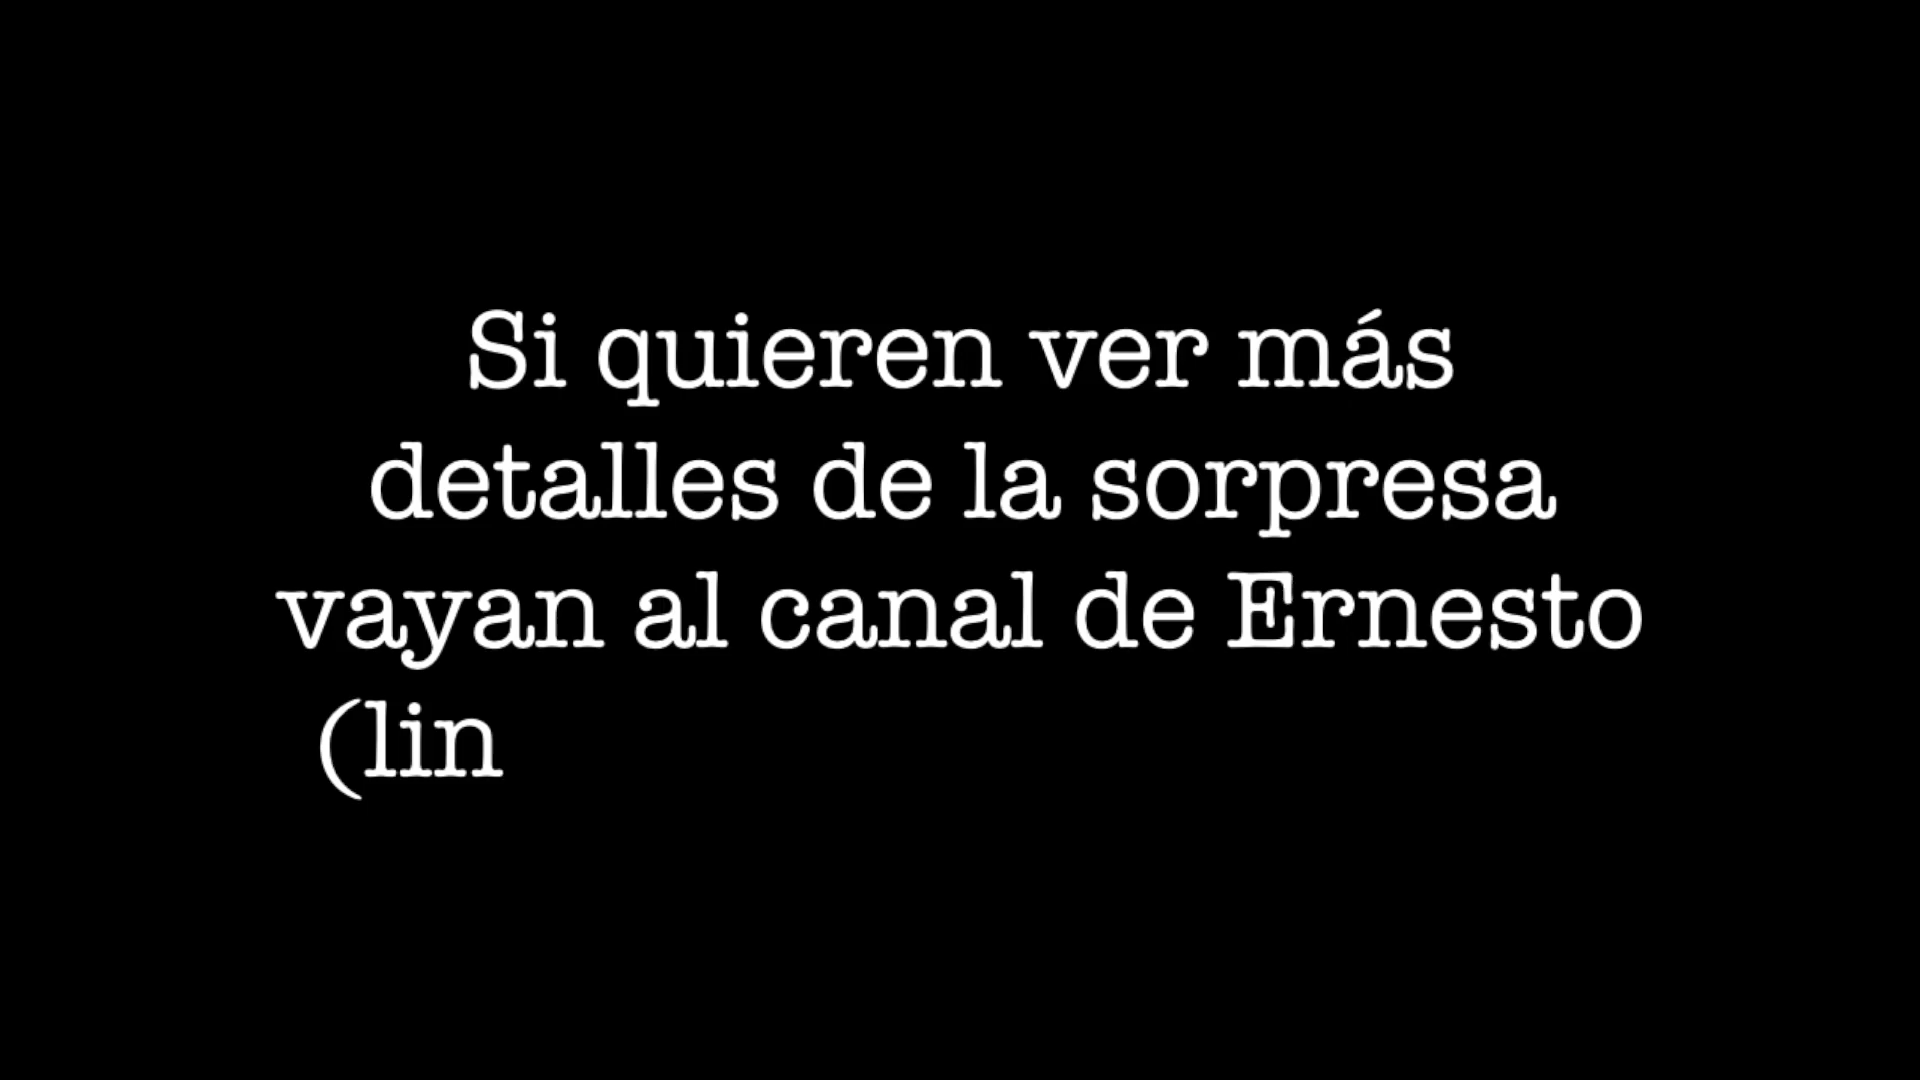 Si quieren ver más
detalles de la sorpresa
vayan al canal de Ernesto
(lin